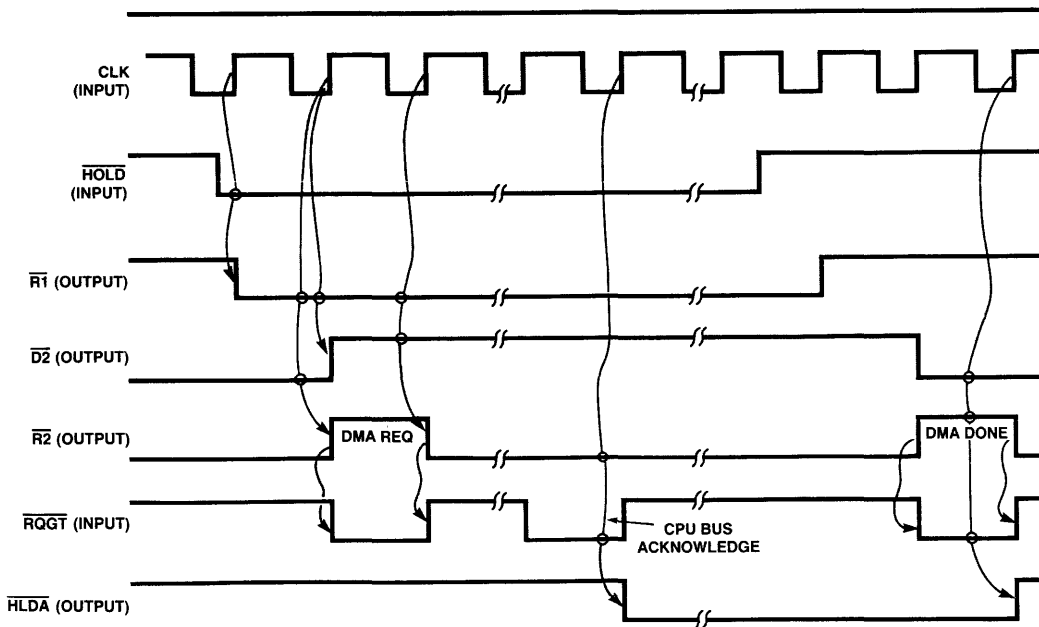 CLK
(INPUT)
HOLD
(INPUT)
R1 (OUTPUT)
D2 (OUTPUT)
R2 (OUTPUT)
DMA REQ
DMA DONE
RQGT (INPUT)
CPU BUS
ACKNOWLEDGE
HLDA (OUTPUT)